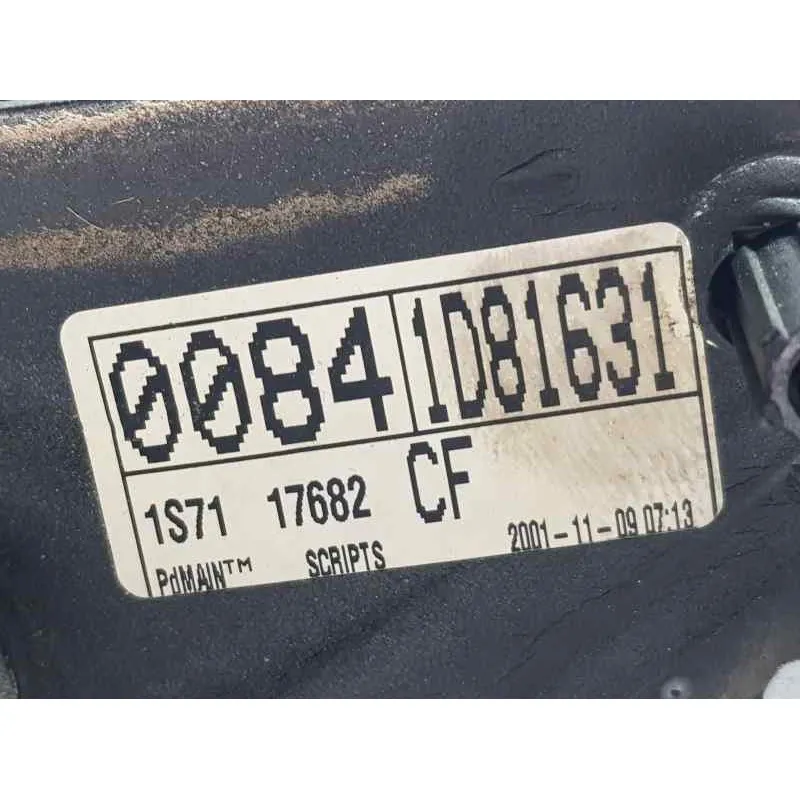 0084 1D81631
1S71 17682 CF
PdMAIN™ SCRIPTS 2001-11-09 07:13